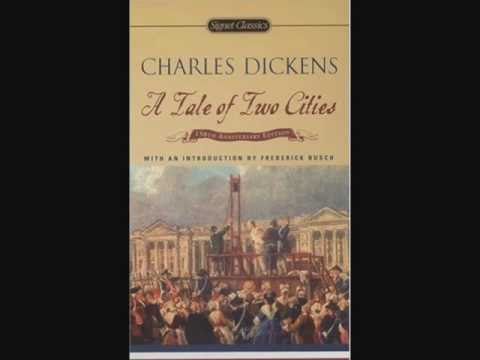 Signet Classics
CHARLES DICKENS
A Tale of Two Cities
150TH ANNIVERSARY EDITION
WITH AN INTRODUCTION BY FREDERICK BUSCH